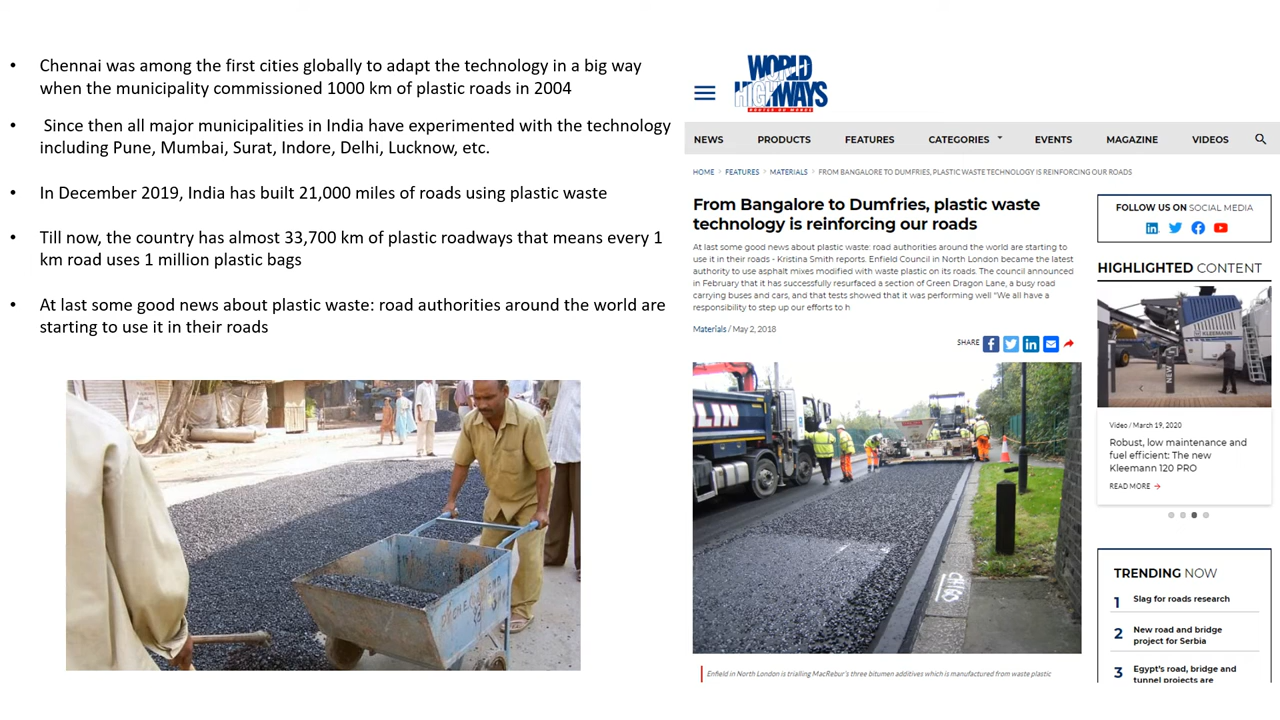 • Chennai was among the first cities globally to adapt the technology in a big way
when the municipality commissioned 1000 km of plastic roads in 2004
• Since then all major municipalities in India have experimented with the technology
including Pune, Mumbai, Surat, Indore, Delhi, Lucknow, etc.
• In December 2019, India has built 21,000 miles of roads using plastic waste
• Till now, the country has almost 33,700 km of plastic roadways that means every 1
km road uses 1 million plastic bags
• At last some good news about plastic waste: road authorities around the world are
starting to use it in their roads
WORLD
HIGHWAYS
ROUTES DU MONDE
NEWS PRODUCTS FEATURES CATEGORIES EVENTS MAGAZINE VIDEOS
HOME FEATURES MATERIALS FROM BANGALORE TO DUMFRIES, PLASTIC WASTE TECHNOLOGY IS REINFORCING OUR ROADS
From Bangalore to Dumfries, plastic waste
technology is reinforcing our roads
At last some good news about plastic waste: road authorities around the world are starting to
use it in their roads - Kristina Smith reports. Enfield Council in North London became the latest
authority to use asphalt mixes modified with waste plastic on its roads. The council announced
in February that it has successfully resurfaced a section of Green Dragon Lane, a busy road
carrying buses and cars, and that tests showed that it was performing well "We all have a
responsibility to step up our efforts to h
Materials / May 2, 2018
SHARE
LIN
CH 165
Enfield in North London is trialling MacRebur's three bitumen additives which is manufactured from waste plastic
FOLLOW US ON SOCIAL MEDIA
HIGHLIGHTED CONTENT
KLEEMANN
NEW
Video / March 19, 2020
Robust, low maintenance and
fuel efficient: The new
Kleemann 120 PRO
READ MORE
TRENDING NOW
1 Slag for roads research
2 New road and bridge
project for Serbia
3 Egypt's road, bridge and
tunnel projects are